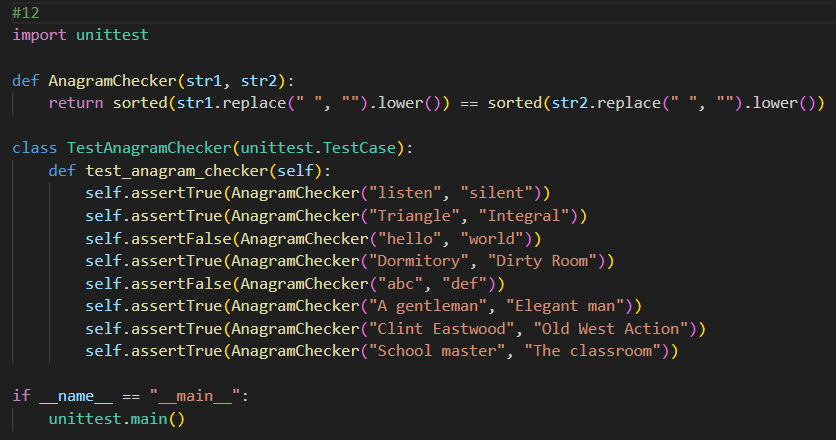 #12
import unittest

def AnagramChecker(str1, str2):
    return sorted(str1.replace(" ", "").lower()) == sorted(str2.replace(" ", "").lower())

class TestAnagramChecker(unittest.TestCase):
    def test_anagram_checker(self):
        self.assertTrue(AnagramChecker("listen", "silent"))
        self.assertTrue(AnagramChecker("Triangle", "Integral"))
        self.assertFalse(AnagramChecker("hello", "world"))
        self.assertTrue(AnagramChecker("Dormitory", "Dirty Room"))
        self.assertFalse(AnagramChecker("abc", "def"))
        self.assertTrue(AnagramChecker("A gentleman", "Elegant man"))
        self.assertTrue(AnagramChecker("Clint Eastwood", "Old West Action"))
        self.assertTrue(AnagramChecker("School master", "The classroom"))

if __name__ == "__main__":
    unittest.main()